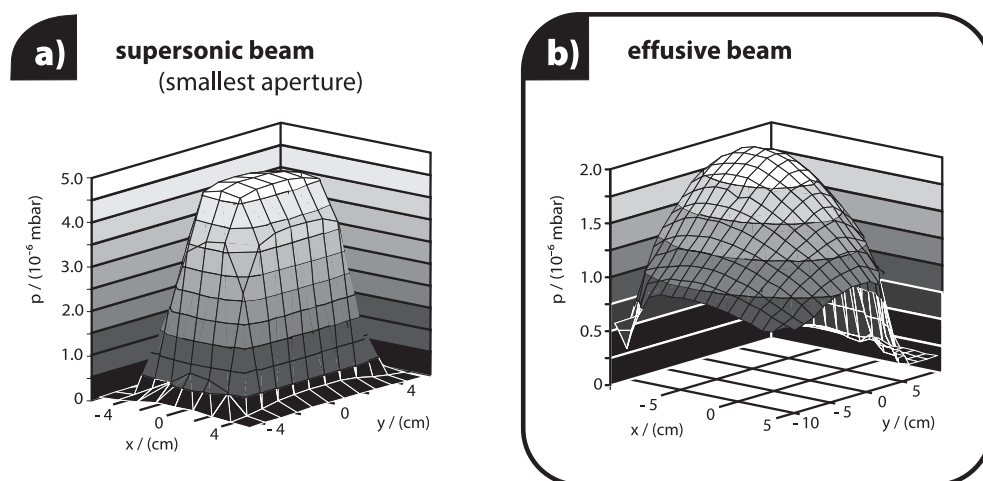 a)
supersonic beam
(smallest aperture)
p / (10⁻⁶ mbar)
5.0
4.0
3.0
2.0
1.0
0
- 4
0
4
x / (cm)
- 4
0
4
y / (cm)
b)
effusive beam
p / (10⁻⁶ mbar)
2.0
1.5
1.0
0.5
0
- 5
0
5
x / (cm)
- 10
- 5
0
5
y / (cm)